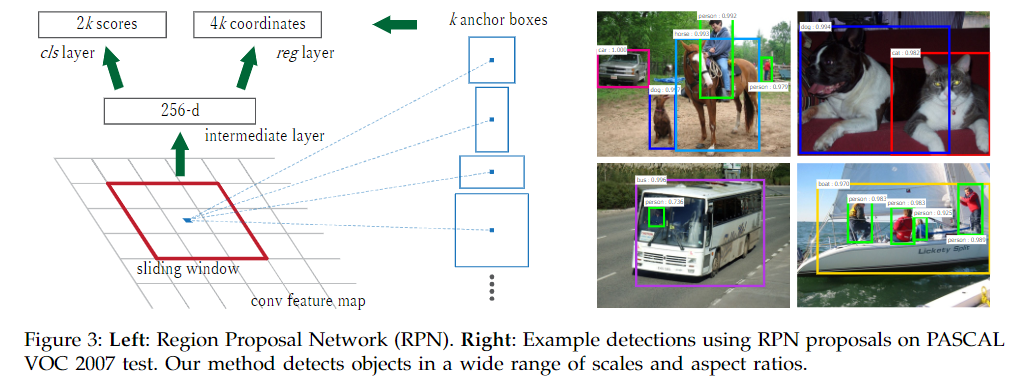 2k scores
4k coordinates
k anchor boxes
cls layer
reg layer
256-d
intermediate layer
sliding window
conv feature map
person : 0.992
horse : 0.993
car : 1.000
dog : 0.997
person : 0.979
dog : 0.994
cat : 0.982
bus : 0.996
person : 0.736
boat : 0.970
person : 0.983
person : 0.983
person : 0.925
person : 0.989
Lickety Split
Figure 3: Left: Region Proposal Network (RPN). Right: Example detections using RPN proposals on PASCAL
VOC 2007 test. Our method detects objects in a wide range of scales and aspect ratios.